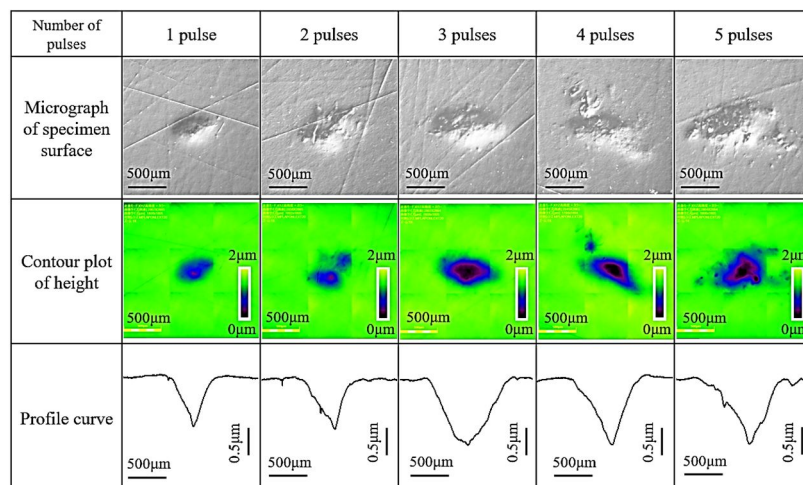 Number of pulses
1 pulse
2 pulses
3 pulses
4 pulses
5 pulses
Micrograph of specimen surface
500μm
500μm
500μm
500μm
500μm
Contour plot of height
2μm
0μm
500μm
2μm
0μm
500μm
2μm
0μm
500μm
2μm
0μm
500μm
2μm
0μm
500μm
Profile curve
0.5μm
500μm
0.5μm
500μm
0.5μm
500μm
0.5μm
500μm
0.5μm
500μm